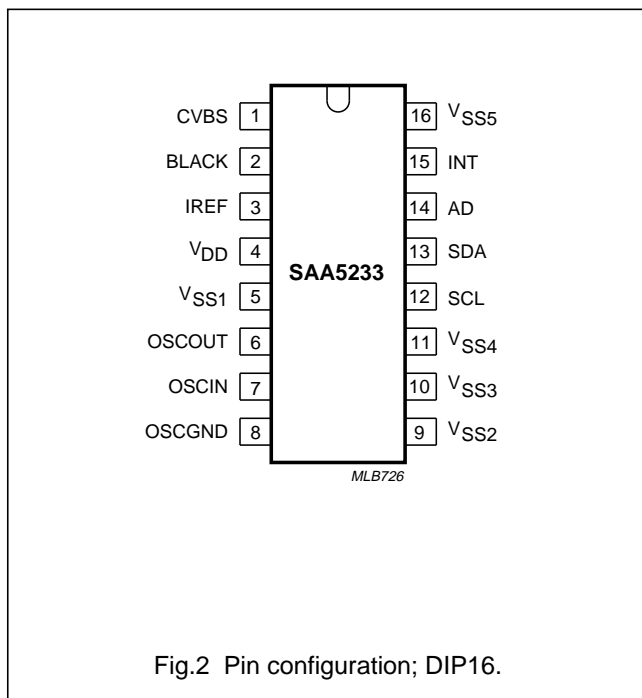 CVBS 1 16 VSS5
BLACK 2 15 INT
IREF 3 14 AD
VDD 4 13 SDA
SAA5233
VSS1 5 12 SCL
OSCOUT 6 11 VSS4
OSCIN 7 10 VSS3
OSCGND 8 9 VSS2
MLB726
Fig.2 Pin configuration; DIP16.